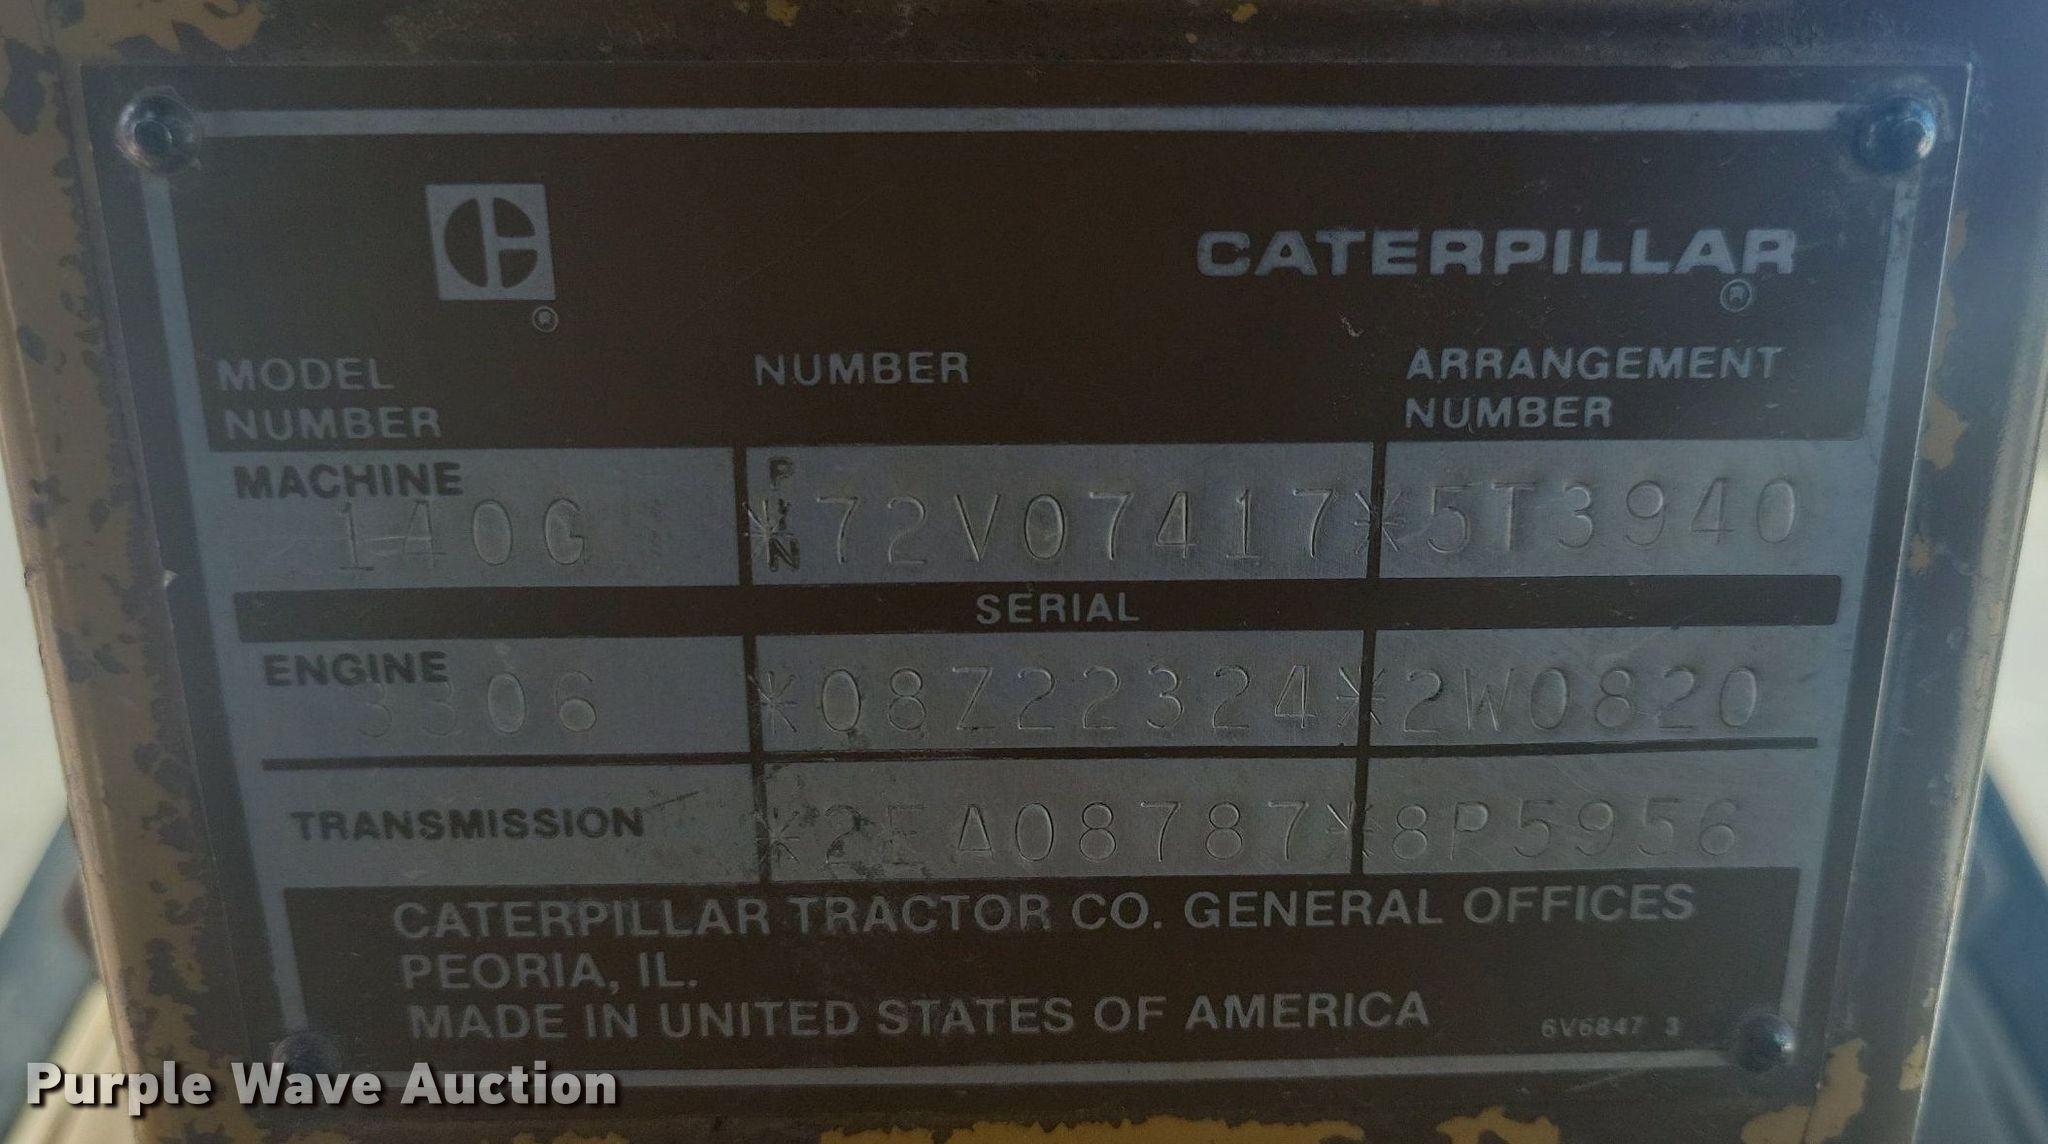 CATERPILLAR
®
®
MODEL NUMBER ARRANGEMENT
NUMBER NUMBER
MACHINE PIN
140G *72V07417* 5T3940
SERIAL
ENGINE
3306 *08Z22324* 2W0820
TRANSMISSION *2EA08787* 8P5956
CATERPILLAR TRACTOR CO. GENERAL OFFICES
PEORIA, IL.
MADE IN UNITED STATES OF AMERICA 6V6847 3
Purple Wave Auction